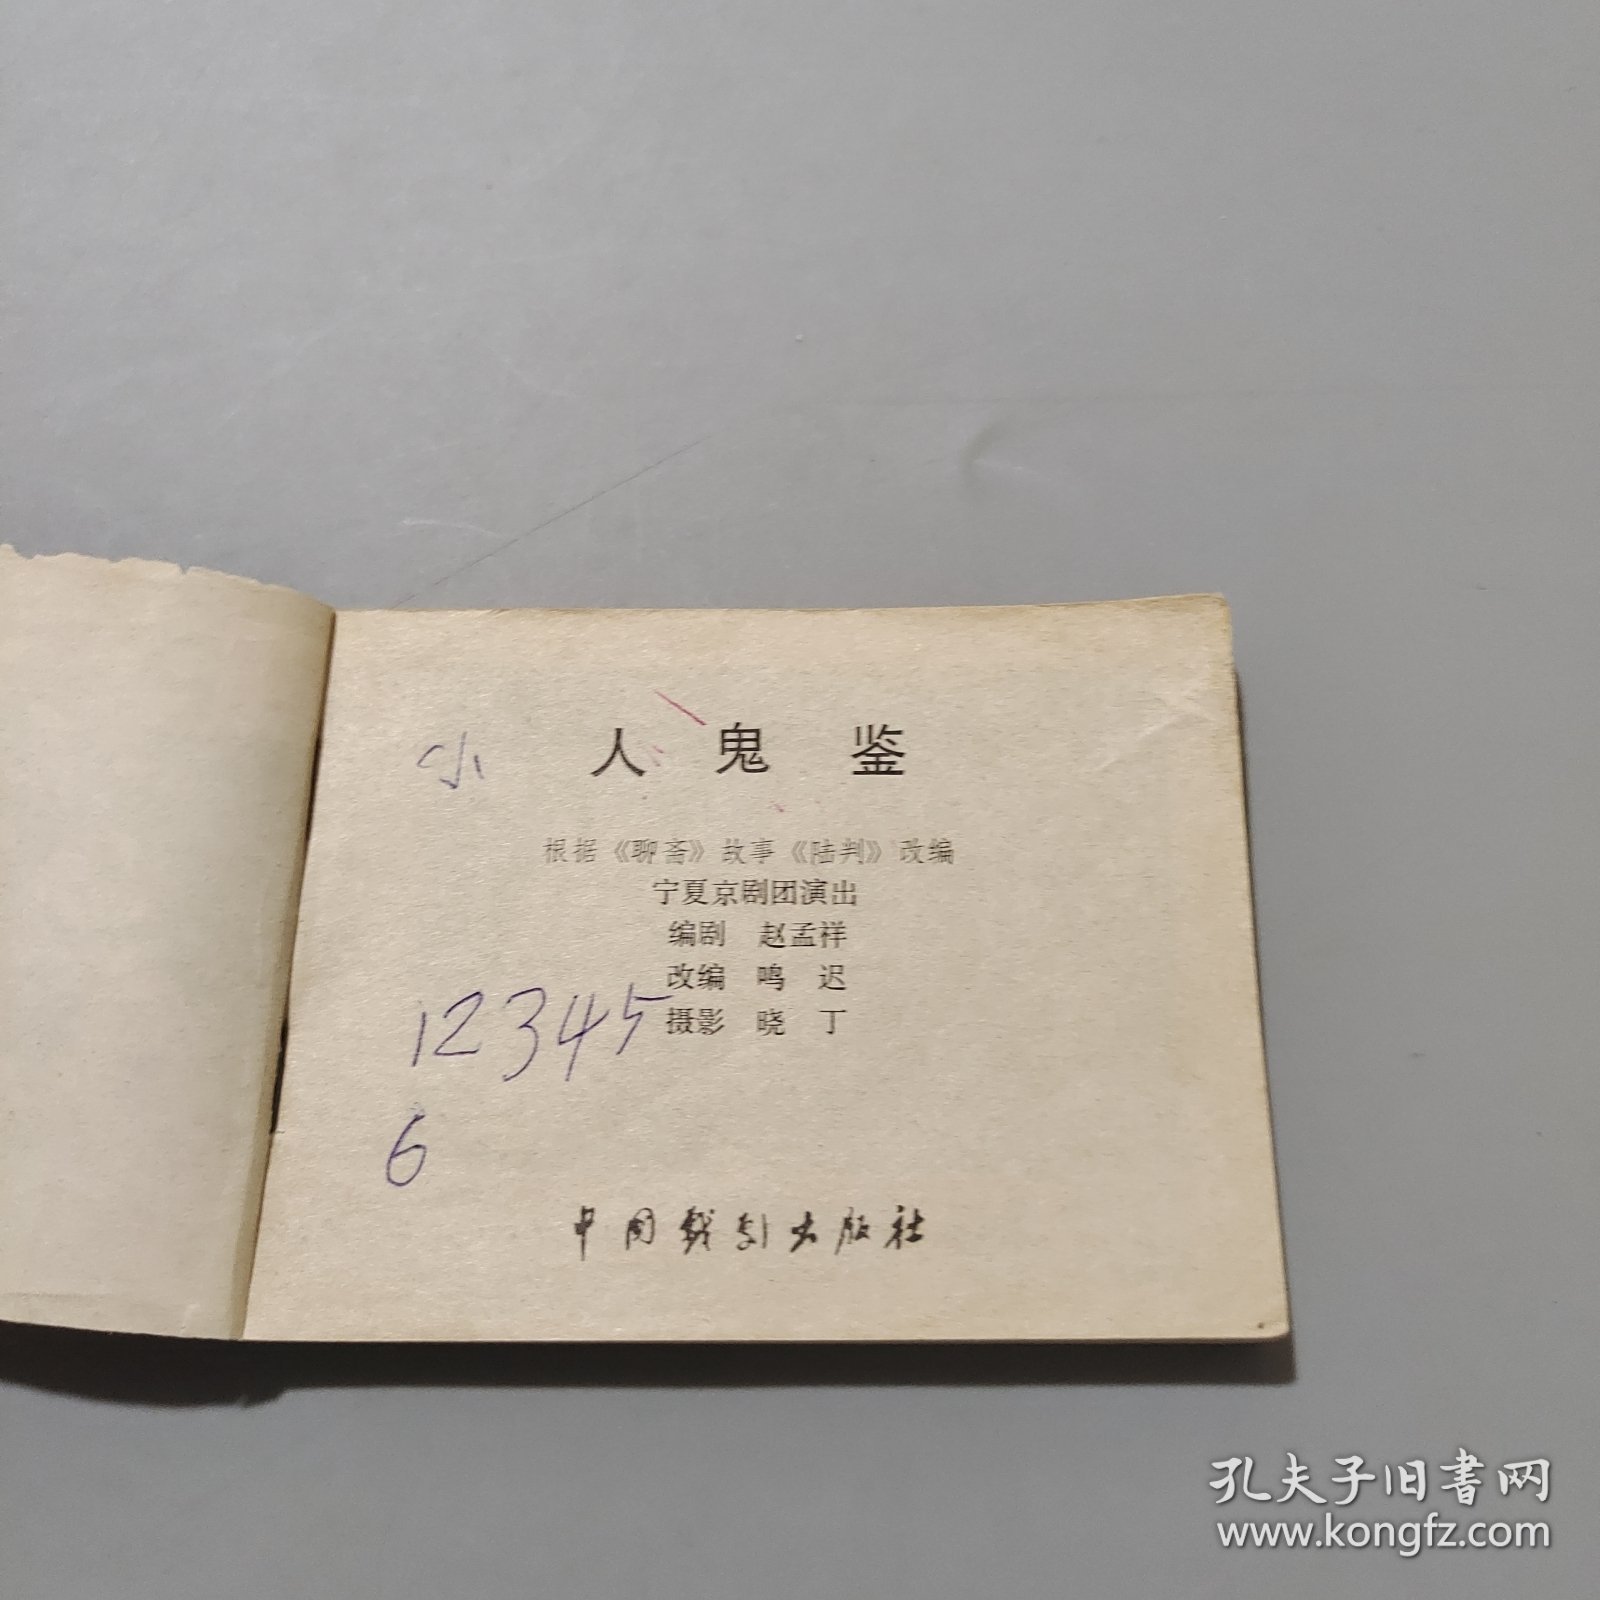 小 人鬼鉴
根据《聊斋》故事《陆判》改编
宁夏京剧团演出
编剧 赵孟祥
改编 鸣迟
摄影 晓丁
12345
6
中国戏剧出版社
孔夫子旧书网
www.kongfz.com